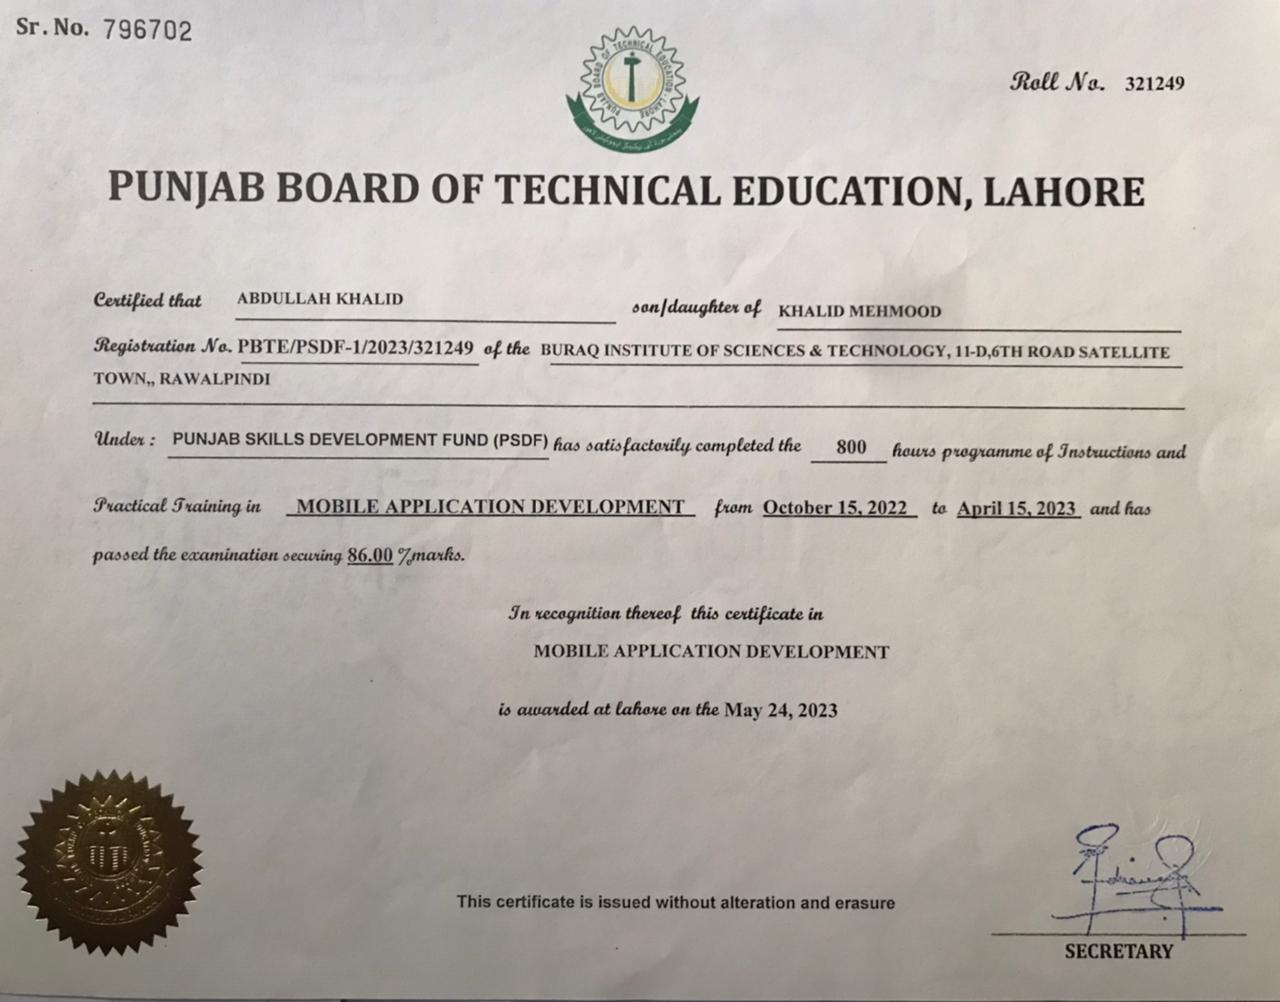 Sr. No. 796702
PUNJAB BOARD OF TECHNICAL EDUCATION - LAHORE
Roll No. 321249
PUNJAB BOARD OF TECHNICAL EDUCATION, LAHORE
Certified that ABDULLAH KHALID son/daughter of KHALID MEHMOOD
Registration No. PBTE/PSDF-1/2023/321249 of the BURAQ INSTITUTE OF SCIENCES & TECHNOLOGY, 11-D,6TH ROAD SATELLITE
TOWN,, RAWALPINDI
Under : PUNJAB SKILLS DEVELOPMENT FUND (PSDF) has satisfactorily completed the 800 hours programme of Instructions and
Practical Training in MOBILE APPLICATION DEVELOPMENT from October 15, 2022 to April 15, 2023 and has
passed the examination securing 86.00 %marks.
In recognition thereof this certificate in
MOBILE APPLICATION DEVELOPMENT
is awarded at lahore on the May 24, 2023
This certificate is issued without alteration and erasure
SECRETARY